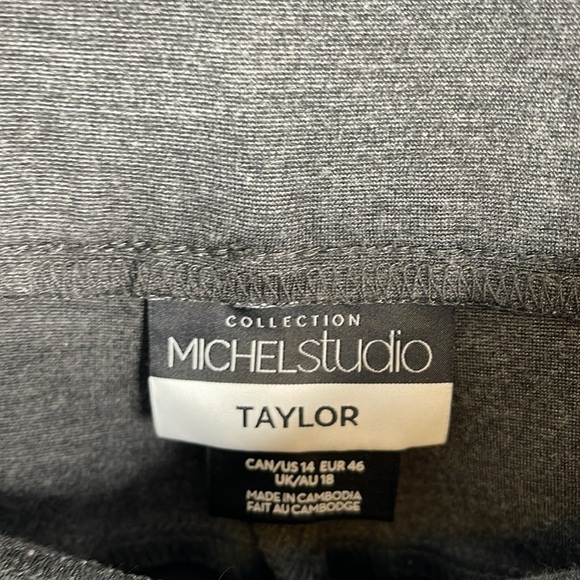 COLLECTION
MICHELstudio
TAYLOR
CAN/US 14 EUR 46
UK/AU 18
MADE IN CAMBODIA
FAIT AU CAMBODGE